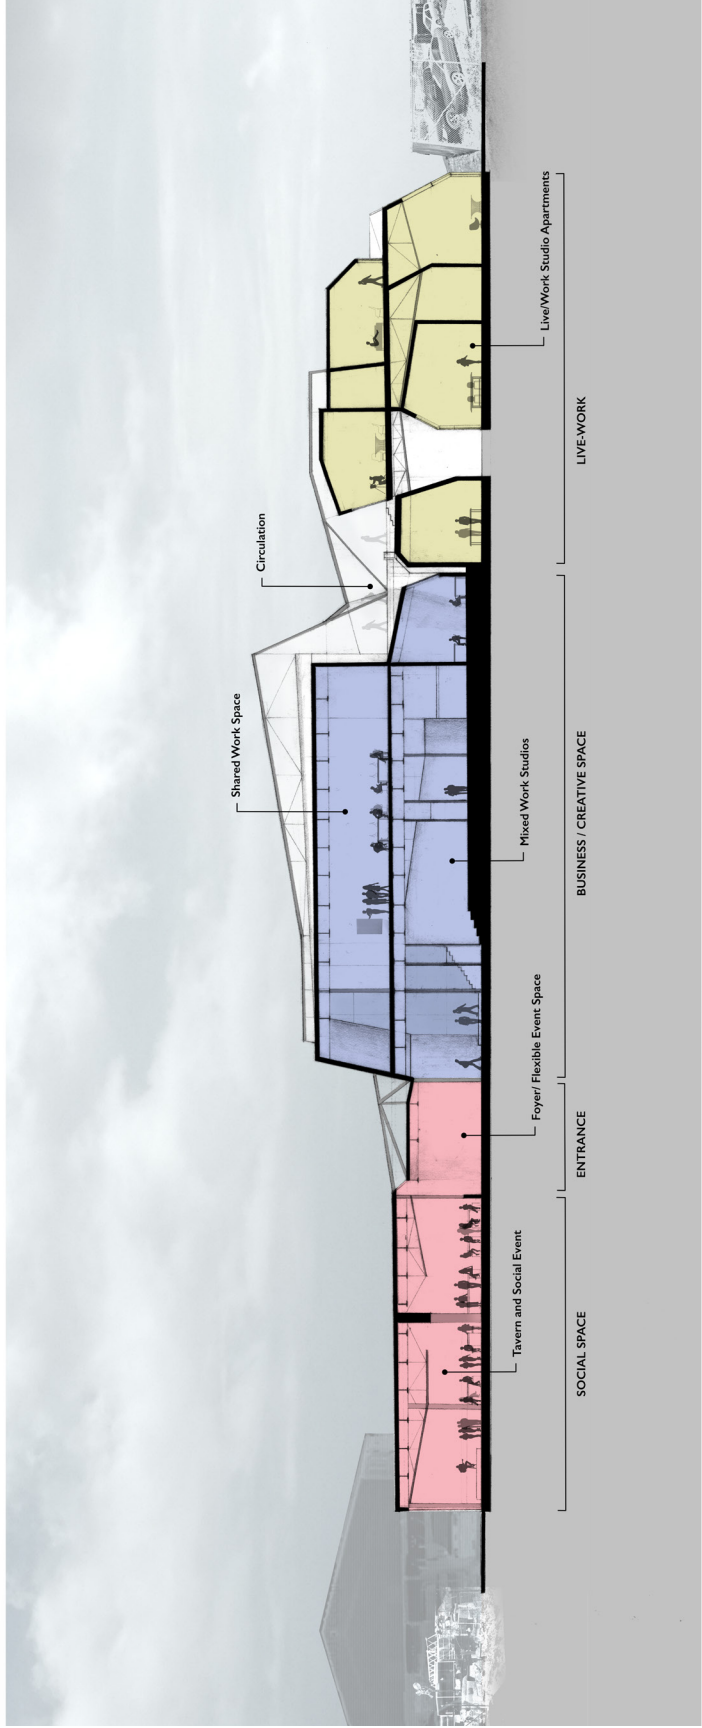 Circulation
Shared Work Space
Live/Work Studio Apartments
Mixed Work Studios
Foyer/ Flexible Event Space
Tavern and Social Event
SOCIAL SPACE
ENTRANCE
BUSINESS / CREATIVE SPACE
LIVE-WORK